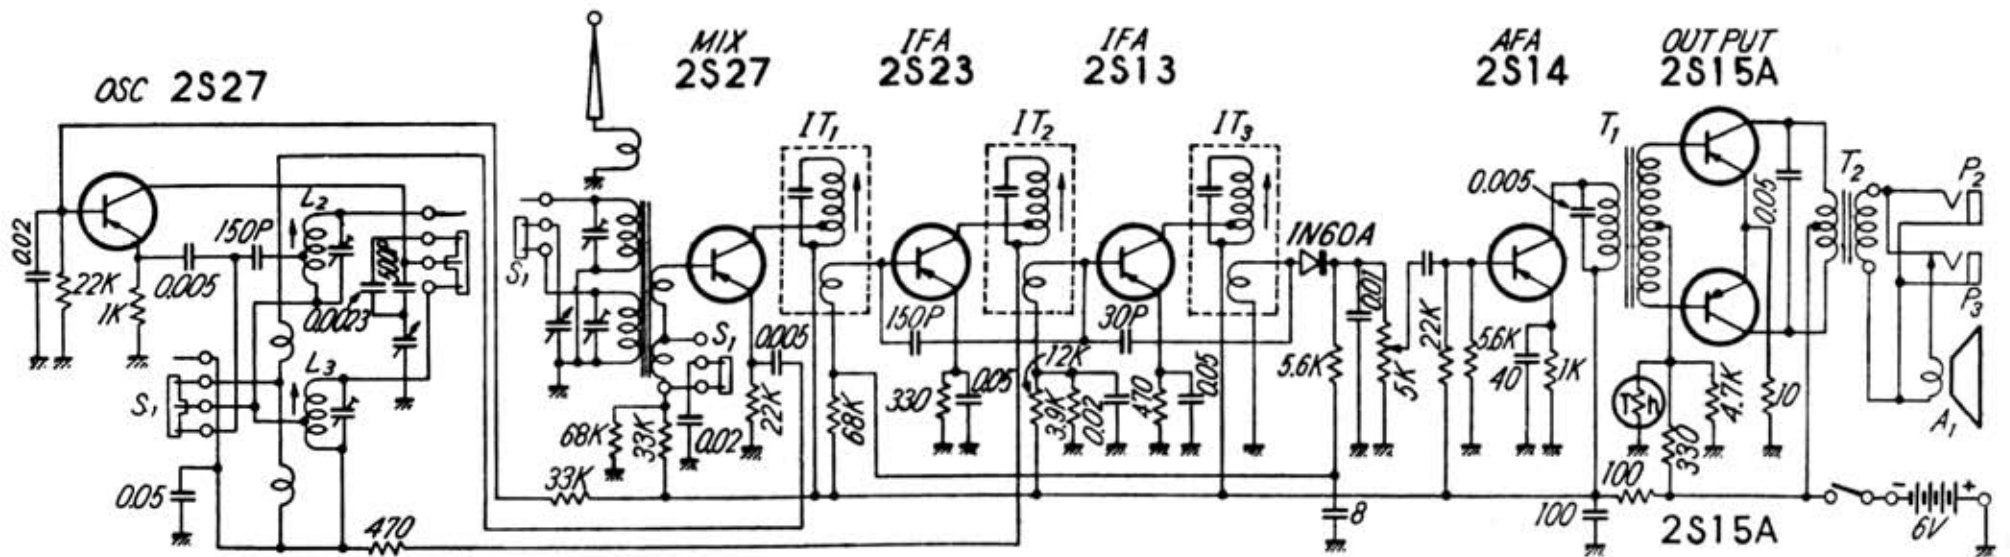 OSC 2S27
MIX
2S27
IFA
2S23
IFA
2S13
AFA
2S14
OUTPUT
2S15A
IT1
IT2
IT3
T1
T2
P2
P3
A1
L2
L3
S1
S1
S1
0.02
22K
1K
0.005
150P
500P
0.0023
0.05
470
33K
68K
33K
0.02
22K
0.005
68K
150P
330
0.05
12K
3.9K
0.02
30P
470
0.05
1N60A
5.6K
0.01
5K
22K
5.6K
40
1K
0.005
Th
330
4.7K
10
0.05
100
100
8
2S15A
- +
6V